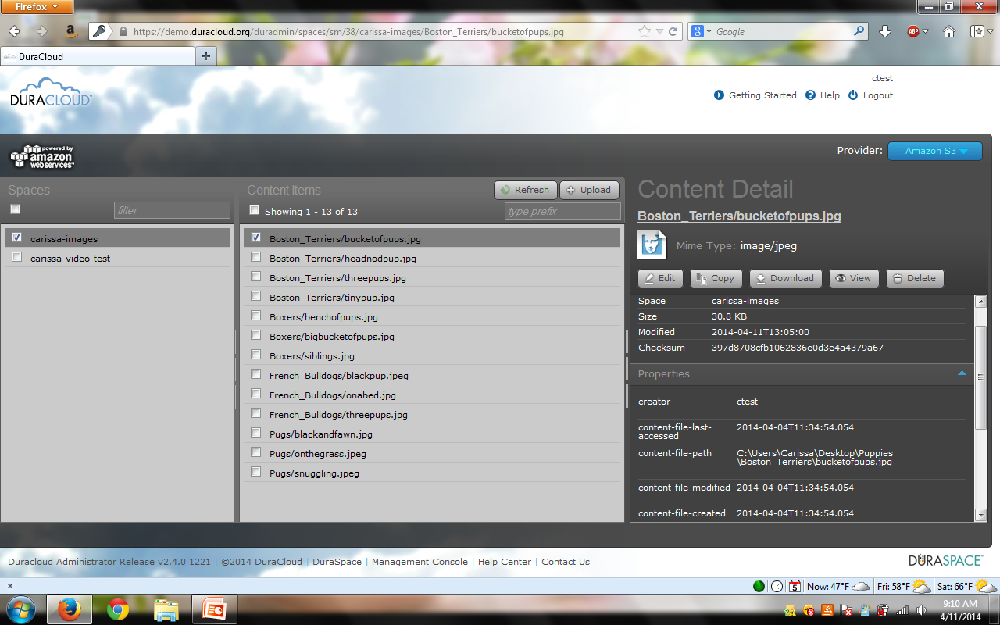 Firefox
https://demo.duracloud.org/duradmin/spaces/sm/38/carissa-images/Boston_Terriers/bucketofpups.jpg
Google
ABP
DuraCloud
DURACLOUD
ctest
Getting Started Help Logout
powered by
amazon
web services™
Provider: Amazon S3
Spaces
filter
carissa-images
carissa-video-test
Content Items
Refresh Upload
Showing 1 - 13 of 13
type prefix
Boston_Terriers/bucketofpups.jpg
Boston_Terriers/headnodpup.jpg
Boston_Terriers/threepups.jpg
Boston_Terriers/tinypup.jpg
Boxers/benchofpups.jpg
Boxers/bigbucketofpups.jpg
Boxers/siblings.jpg
French_Bulldogs/blackpup.jpeg
French_Bulldogs/onabed.jpg
French_Bulldogs/threepups.jpg
Pugs/blackandfawn.jpg
Pugs/onthegrass.jpeg
Pugs/snuggling.jpeg
Content Detail
Boston_Terriers/bucketofpups.jpg
Mime Type: image/jpeg
Edit Copy Download View Delete
Space carissa-images
Size 30.8 KB
Modified 2014-04-11T13:05:00
Checksum 397d8708cfb1062836e0d3e4a4379a67
Properties
creator ctest
content-file-last-accessed 2014-04-04T11:34:54.054
content-file-path C:\Users\Carissa\Desktop\Puppies
\Boston_Terriers\bucketofpups.jpg
content-file-modified 2014-04-04T11:34:54.054
content-file-created 2014-04-04T11:34:54.054
Duracloud Administrator Release v2.4.0 1221 | ©2014 DuraCloud | DuraSpace | Management Console | Help Center | Contact Us
DURASPACE™
5 Now: 47°F Fri: 58°F Sat: 66°F
9:10 AM
4/11/2014